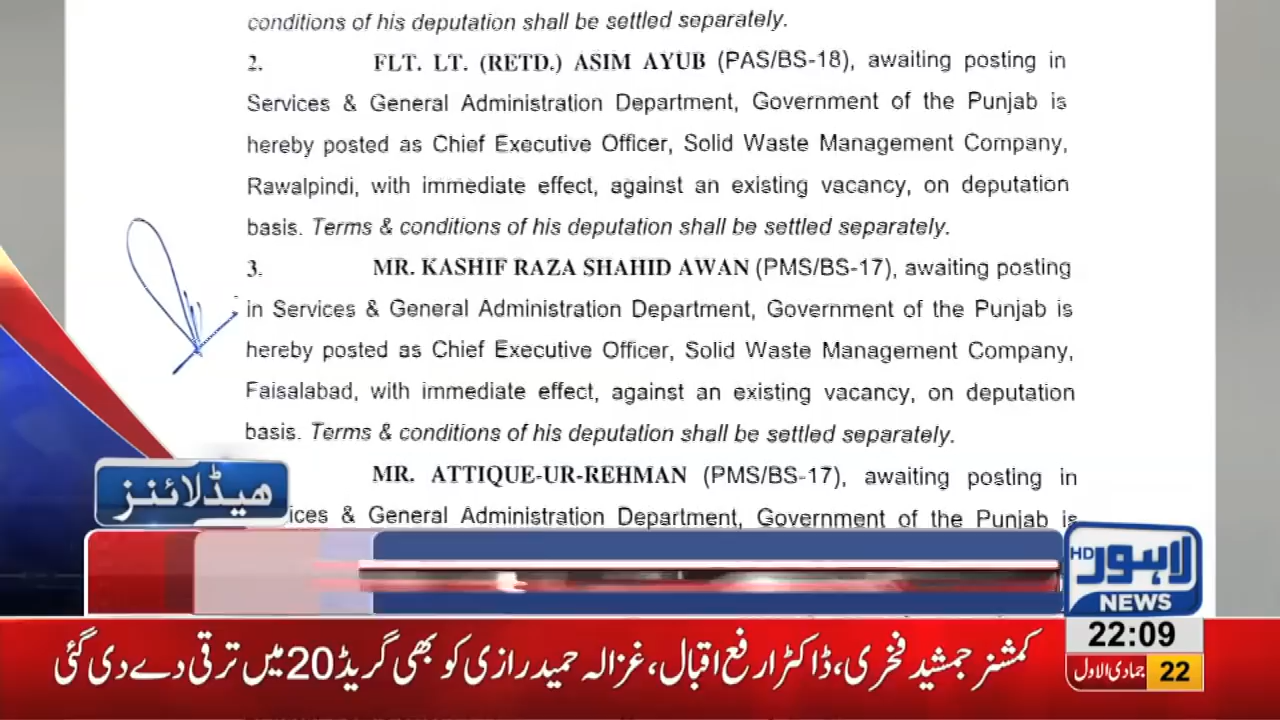 conditions of his deputation shall be settled separately.
2. FLT. LT. (RETD.) ASIM AYUB (PAS/BS-18), awaiting posting in
Services & General Administration Department, Government of the Punjab is
hereby posted as Chief Executive Officer, Solid Waste Management Company,
Rawalpindi, with immediate effect, against an existing vacancy, on deputation
basis. Terms & conditions of his deputation shall be settled separately.
3. MR. KASHIF RAZA SHAHID AWAN (PMS/BS-17), awaiting posting
in Services & General Administration Department, Government of the Punjab is
hereby posted as Chief Executive Officer, Solid Waste Management Company,
Faisalabad, with immediate effect, against an existing vacancy, on deputation
basis. Terms & conditions of his deputation shall be settled separately.
MR. ATTIQUE-UR-REHMAN (PMS/BS-17), awaiting posting in
ices & General Administration Department, Government of the Punjab is
ھیڈلائنز
HD لاہور
NEWS
22:09
کمشنر جمشید فخری، ڈاکٹر ارفع اقبال، غزالہ حمید رازی کو بھی گریڈ 20 میں ترقی دے دی گئی
22 جمادی الاول